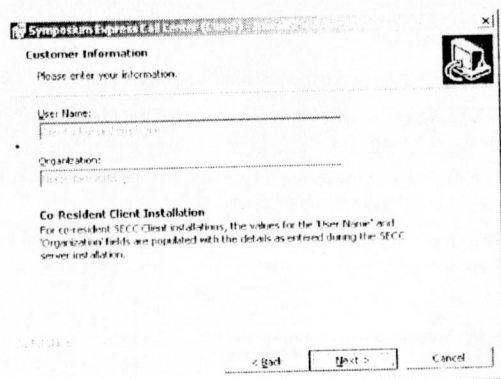 Symposium Express Call Center (Client) -
Customer Information
Please enter your information.
User Name:
Organization:
Co Resident Client Installation
For co-resident SECC Client installations, the values for the 'User Name' and
'Organization' fields are populated with the details as entered during the SECC
server installation.
< Back
Next >
Cancel